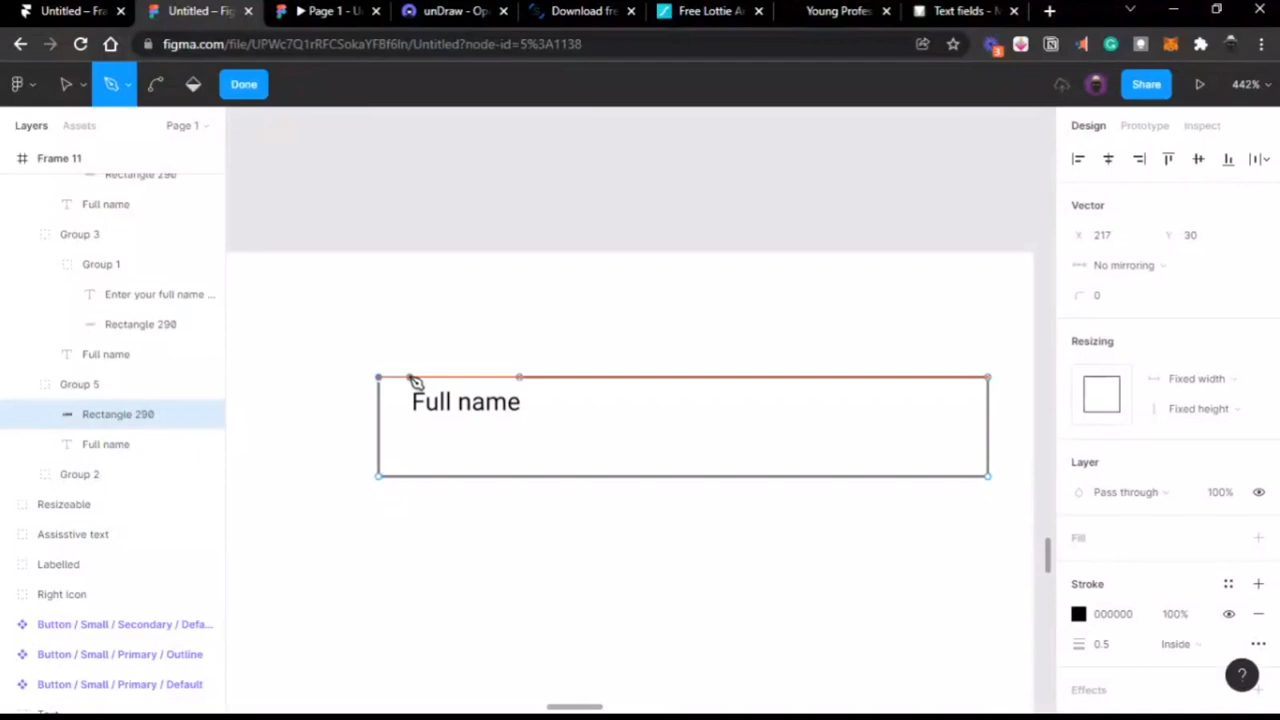 Untitled – Fra
Untitled – Fig
Page 1 – U
unDraw - Op
Download fre
Free Lottie Ar
Young Profes
Text fields - M
figma.com/file/UPWc7Q1rRFCSokaYFBf6In/Untitled?node-id=5%3A1138
3
Done
Share
442%
Layers
Assets
Page 1
Design
Prototype
Inspect
Frame 11
Rectangle 290
Full name
Group 3
Group 1
Enter your full name ...
Rectangle 290
Full name
Group 5
Rectangle 290
Full name
Group 2
Resizeable
Assisstive text
Labelled
Right icon
Button / Small / Secondary / Defa...
Button / Small / Primary / Outline
Button / Small / Primary / Default
Full name
Vector
X 217
Y 30
No mirroring
0
Resizing
Fixed width
Fixed height
Layer
Pass through
100%
Fill
Stroke
000000
100%
0.5
Inside
Effects
?